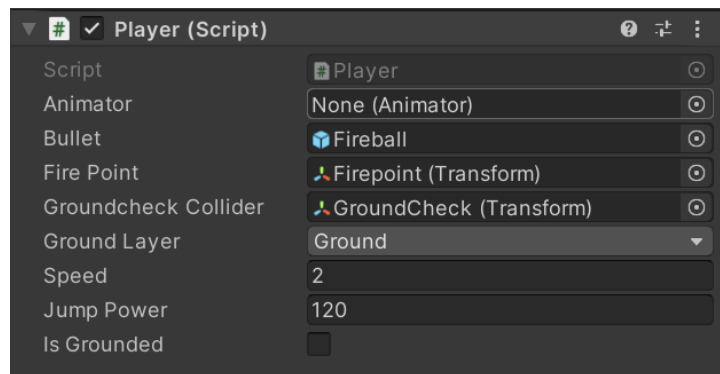 Player (Script)
Script Player
Animator None (Animator)
Bullet Fireball
Fire Point Firepoint (Transform)
Groundcheck Collider GroundCheck (Transform)
Ground Layer Ground
Speed 2
Jump Power 120
Is Grounded